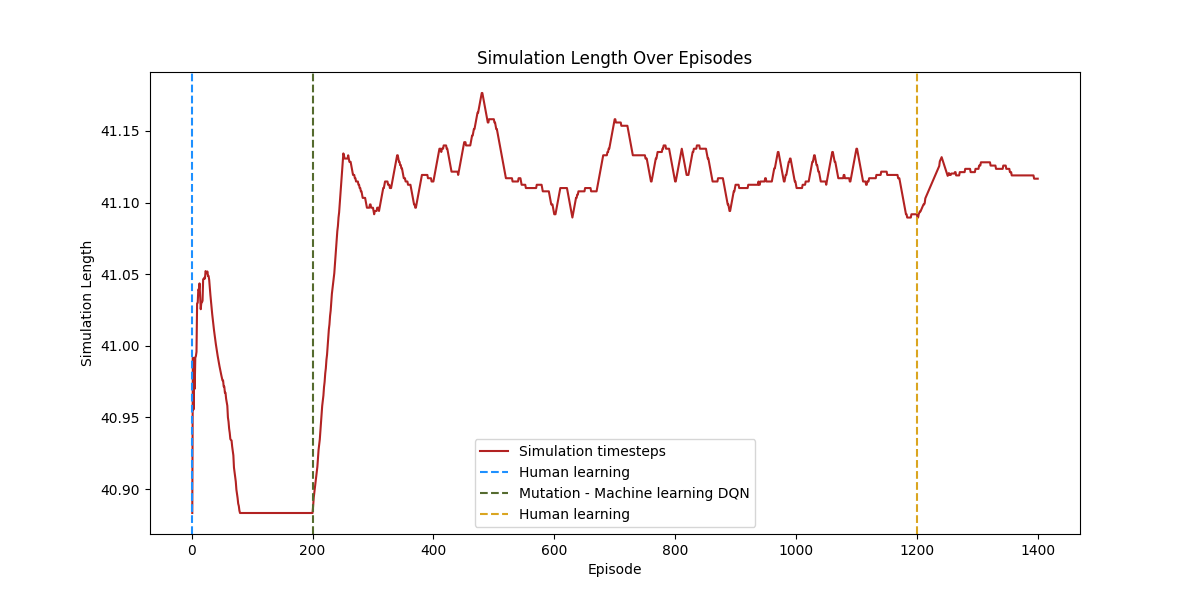 Simulation Length Over Episodes
Simulation Length
41.15
41.10
41.05
41.00
40.95
40.90
Simulation timesteps
Human learning
Mutation - Machine learning DQN
Human learning
0 200 400 600 800 1000 1200 1400
Episode